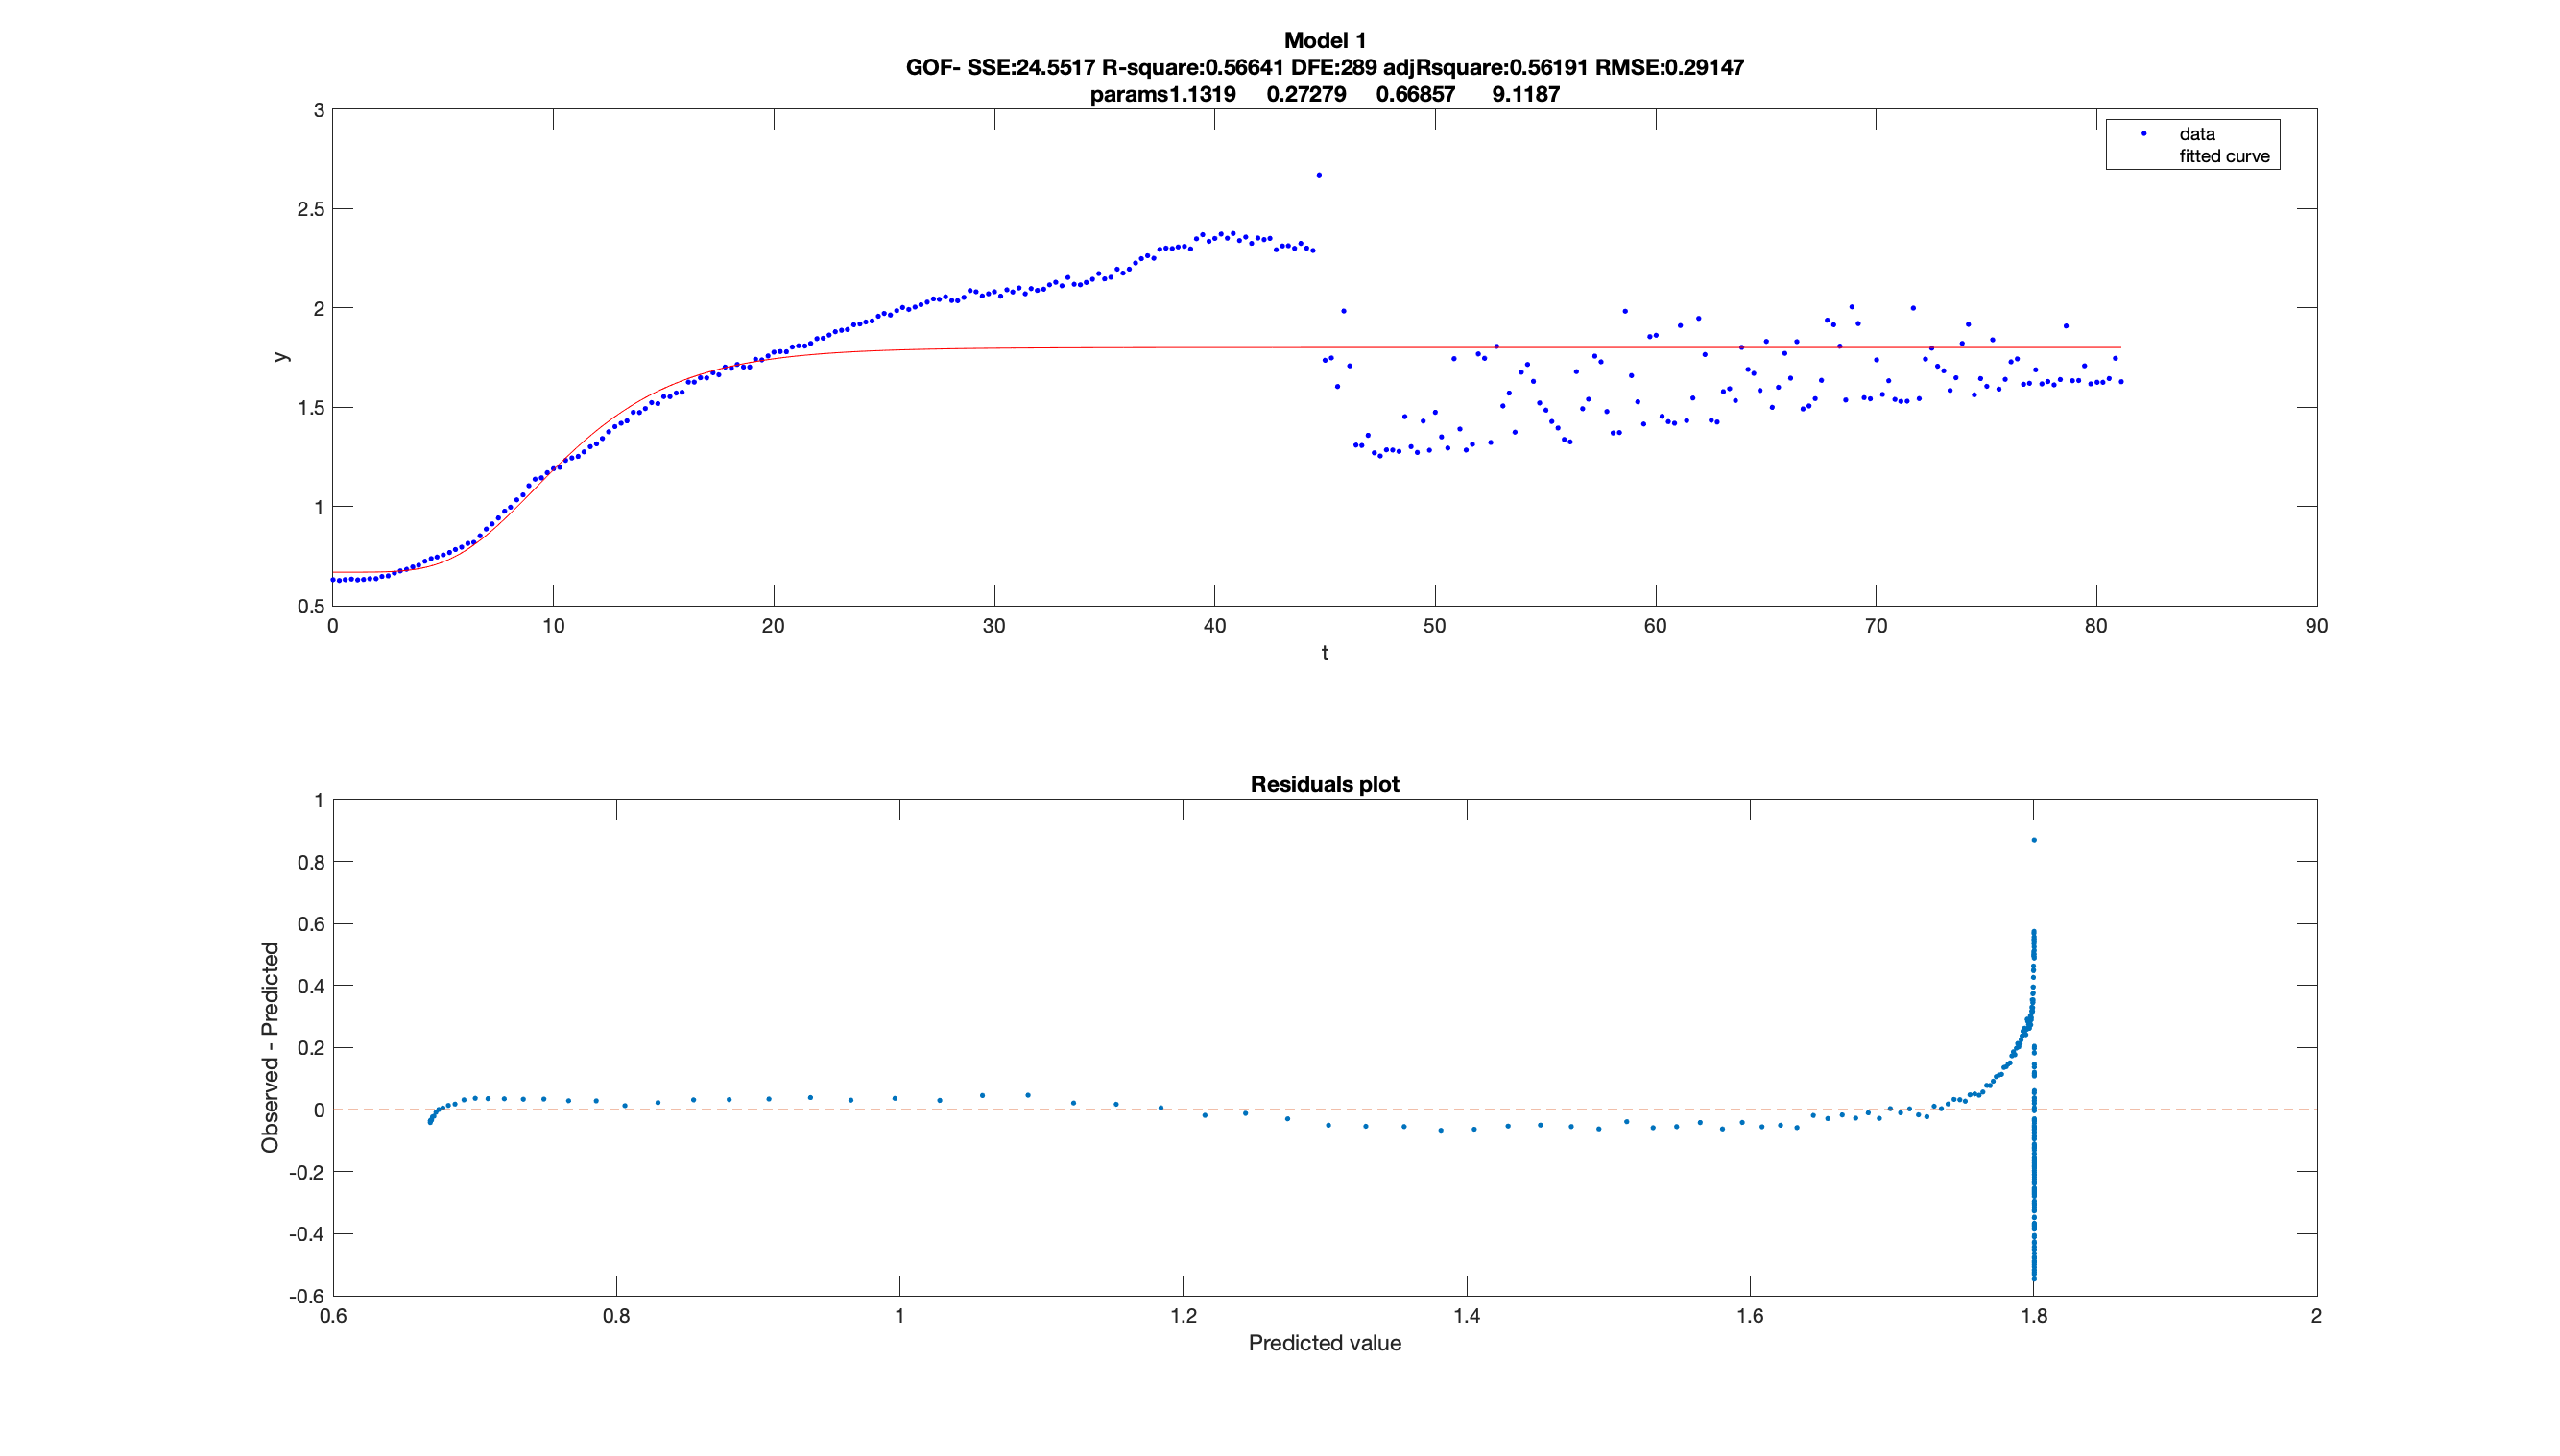 Model 1
GOF- SSE:24.5517 R-square:0.56641 DFE:289 adjRsquare:0.56191 RMSE:0.29147
params1.1319 0.27279 0.66857 9.1187
3
2.5
2
1.5
1
0.5
y
data
fitted curve
0 10 20 30 40 50 60 70 80 90
t
Residuals plot
1
0.8
0.6
0.4
0.2
0
-0.2
-0.4
-0.6
Observed - Predicted
0.6 0.8 1 1.2 1.4 1.6 1.8 2
Predicted value